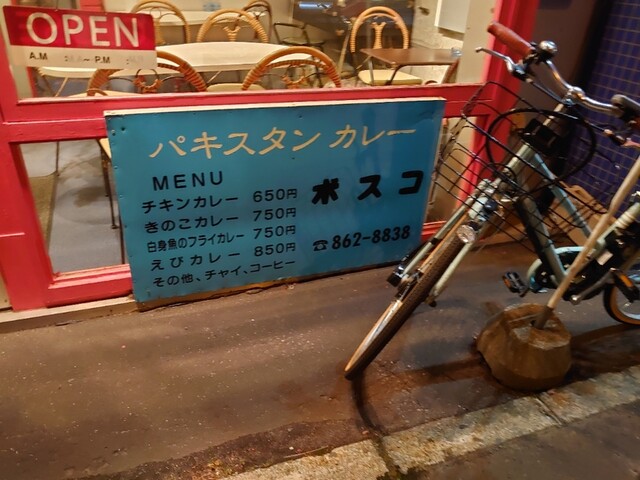 OPEN
A.M ~P.M
パキスタン カレー
MENU
チキンカレー 650円
きのこカレー 750円
白身魚のフライカレー 750円
えびカレー 850円
その他、チャイ、コーヒー
ボスコ
☎862-8838